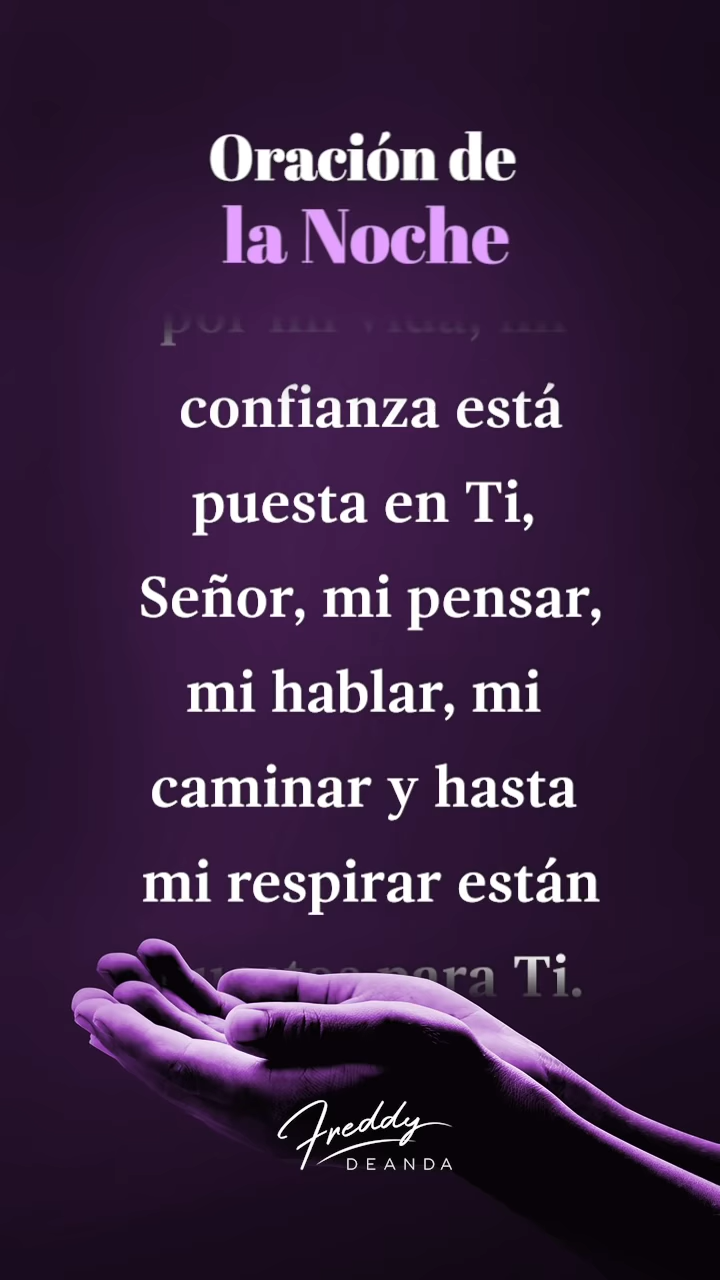 Oración de
la Noche
por mi vida, mi
confianza está
puesta en Ti,
Señor, mi pensar,
mi hablar, mi
caminar y hasta
mi respirar están
para Ti.
Freddy
DEANDA